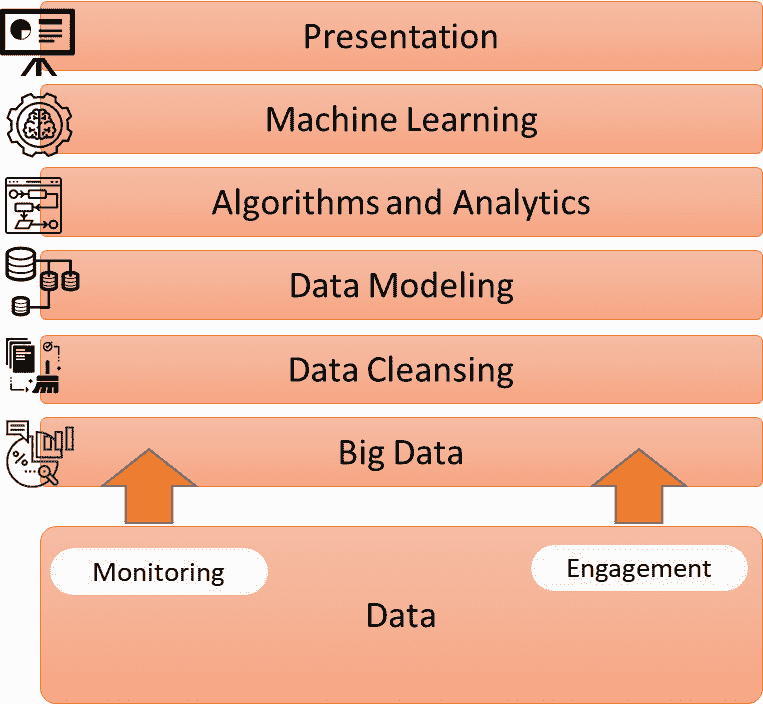 Presentation
Machine Learning
Algorithms and Analytics
Data Modeling
Data Cleansing
Big Data
Monitoring
Engagement
Data